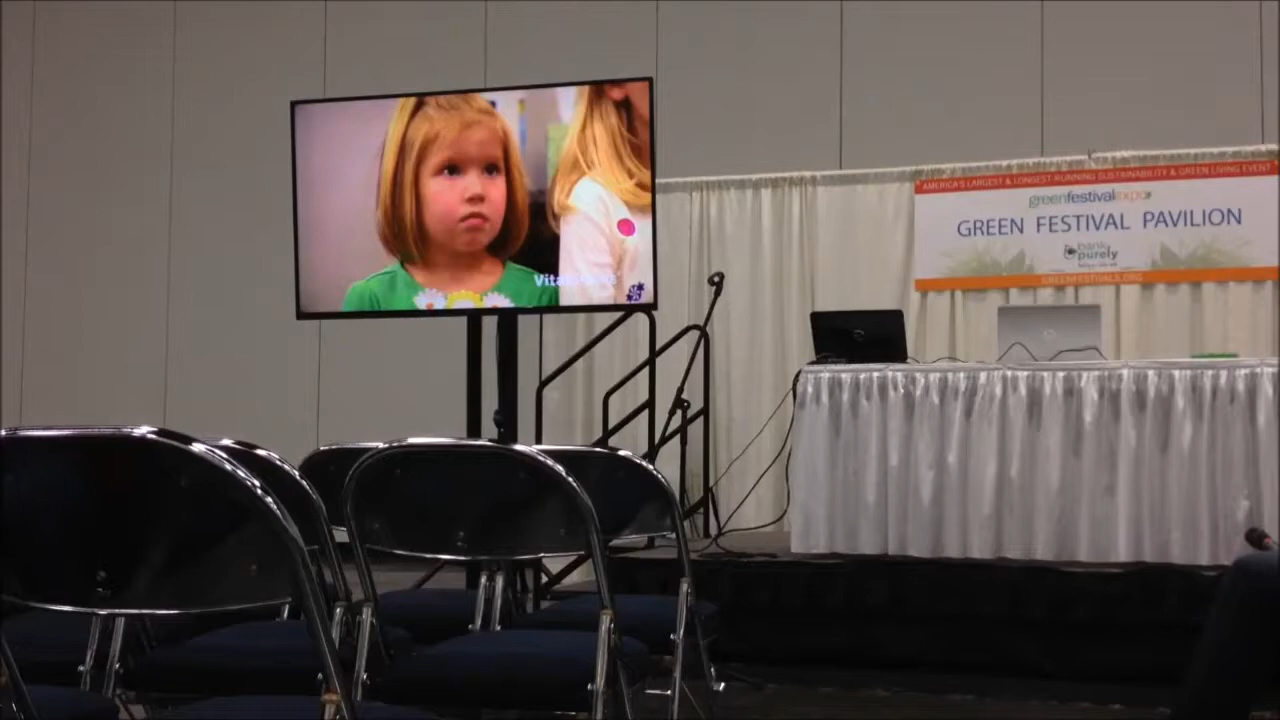 AMERICA'S LARGEST & LONGEST-RUNNING SUSTAINABILITY & GREEN LIVING EVENT
greenfestivalexpo
GREEN FESTIVAL PAVILION
bank
purely
GREENFESTIVALS.ORG